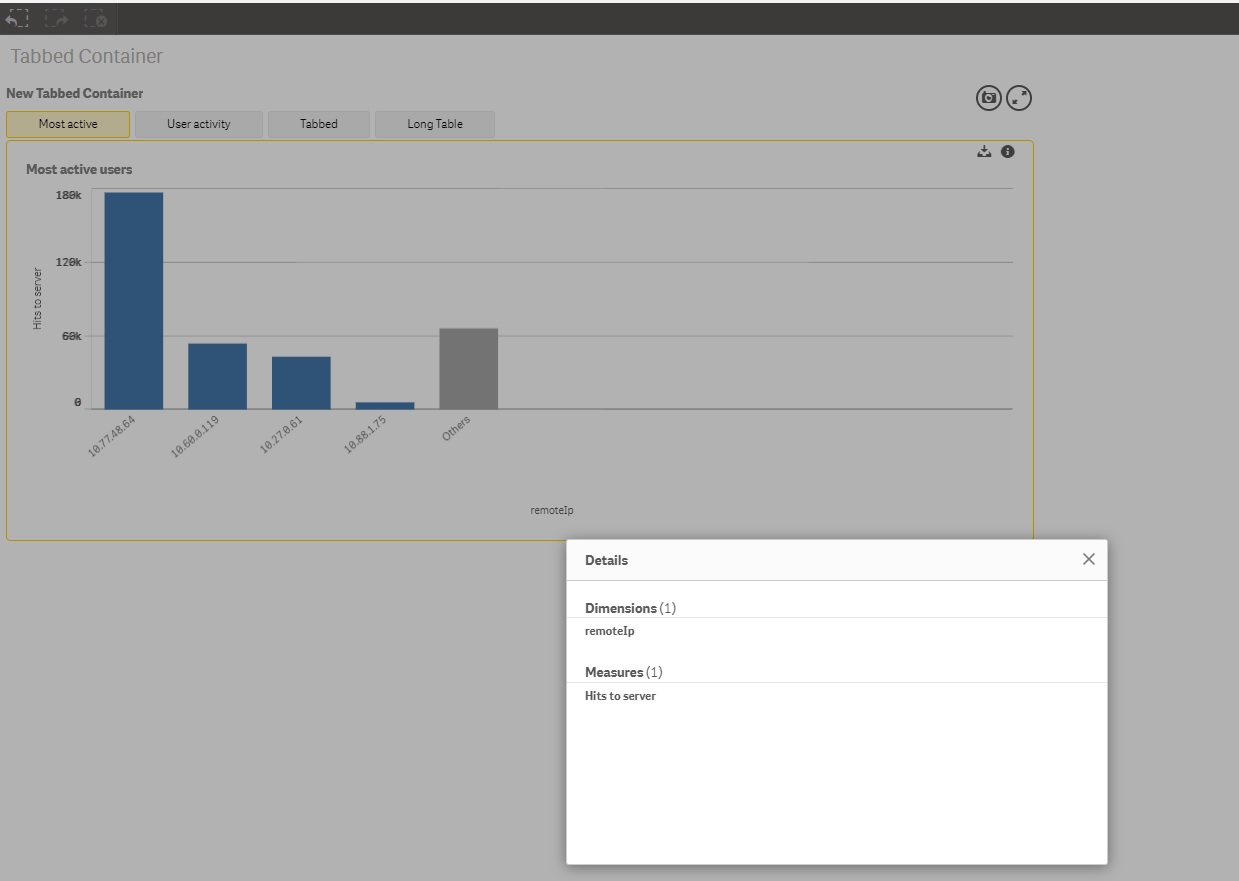 Tabbed Container
New Tabbed Container
Most active User activity Tabbed Long Table
Most active users
180k
120k
60k
0
Hits to server
10.77.48.64 10.60.0.119 10.27.0.61 10.88.1.75 Others
remoteIp
Details
Dimensions (1)
remoteIp
Measures (1)
Hits to server